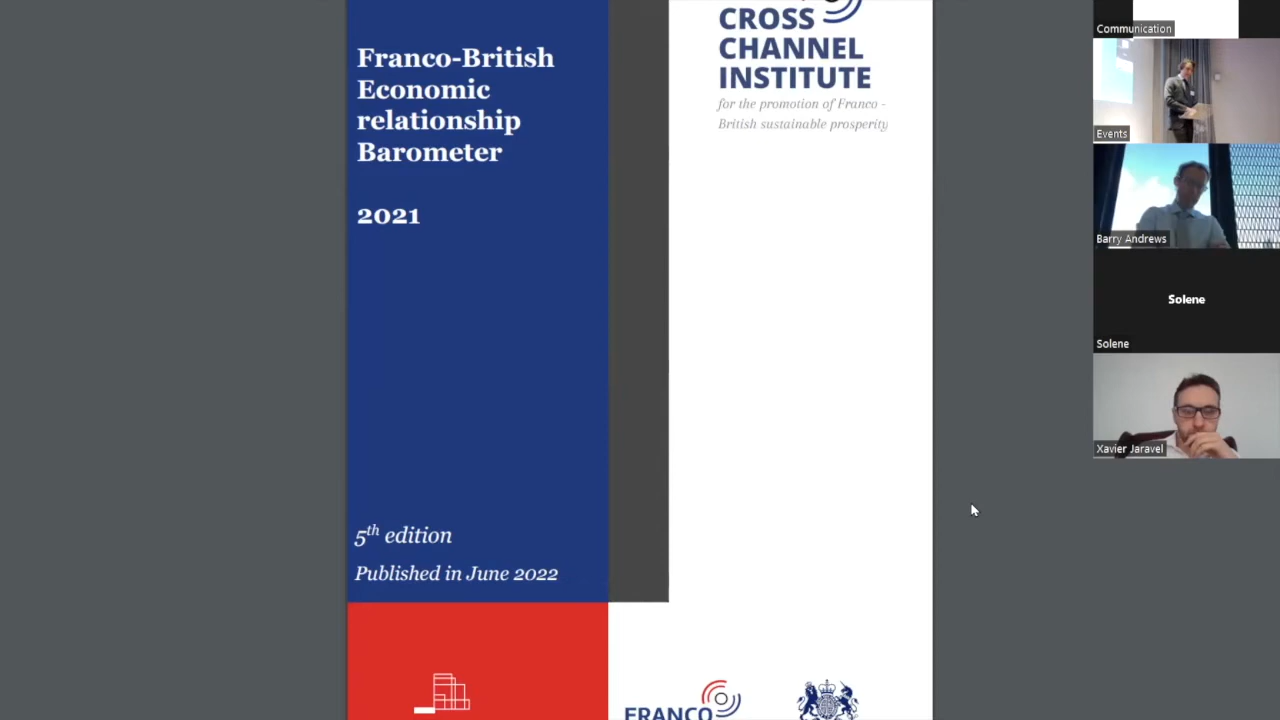 Franco-British
Economic
relationship
Barometer
2021
5th edition
Published in June 2022
CROSS
CHANNEL
INSTITUTE
for the promotion of Franco -
British sustainable prosperity
FRANCO
Communication
Events
Barry Andrews
Solene
Solene
Xavier Jaravel